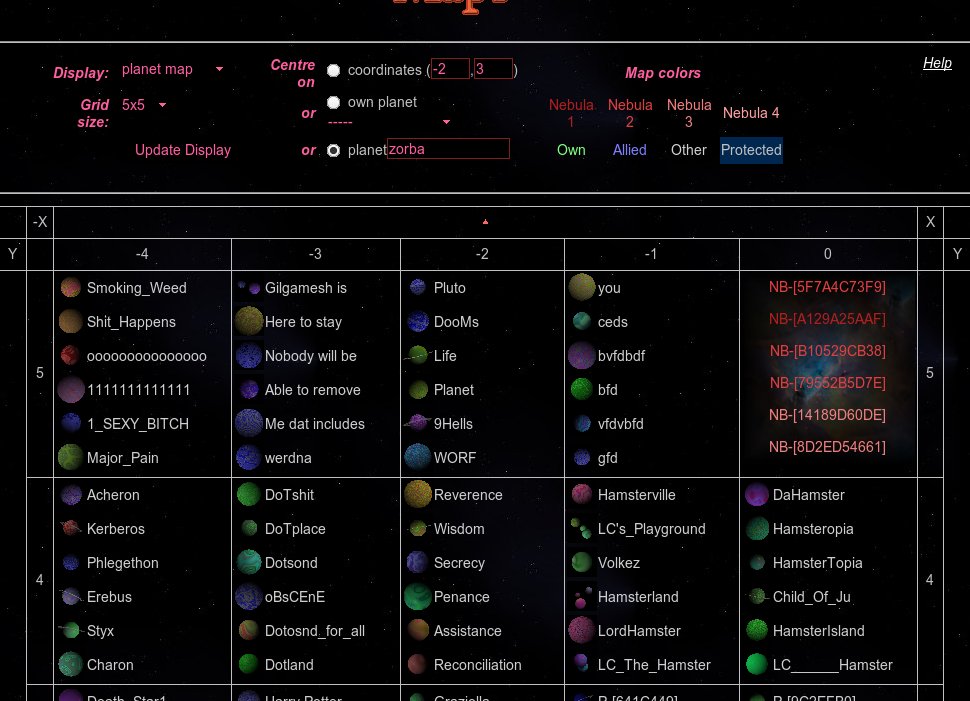 Maps
Display: planet map
Centre on coordinates (-2,3)
Help
Map colors
Grid size: 5x5
or own planet
-----
Nebula 1 Nebula 2 Nebula 3 Nebula 4
Update Display
or planet zorba
Own Allied Other Protected
-X X
Y -4 -3 -2 -1 0 Y
5 5
Smoking_Weed Gilgamesh is Pluto you NB-[5F7A4C73F9]
Shit_Happens Here to stay DooMs ceds NB-[A129A25AAF]
ooooooooooooooo Nobody will be Life bvfdbdf NB-[B10529CB38]
1111111111111 Able to remove Planet bfd NB-[79552B5D7E]
1_SEXY_BITCH Me dat includes 9Hells vfdvbfd NB-[14189D60DE]
Major_Pain werdna WORF gfd NB-[8D2ED54661]
4 4
Acheron DoTshit Reverence Hamsterville DaHamster
Kerberos DoTplace Wisdom LC's_Playground Hamsteropia
Phlegethon Dotsond Secrecy Volkez HamsterTopia
Erebus oBsCEnE Penance Hamsterland Child_Of_Ju
Styx Dotosnd_for_all Assistance LordHamster HamsterIsland
Charon Dotland Reconciliation LC_The_Hamster LC______Hamster
Death_Star1 Harry Potter Graziella